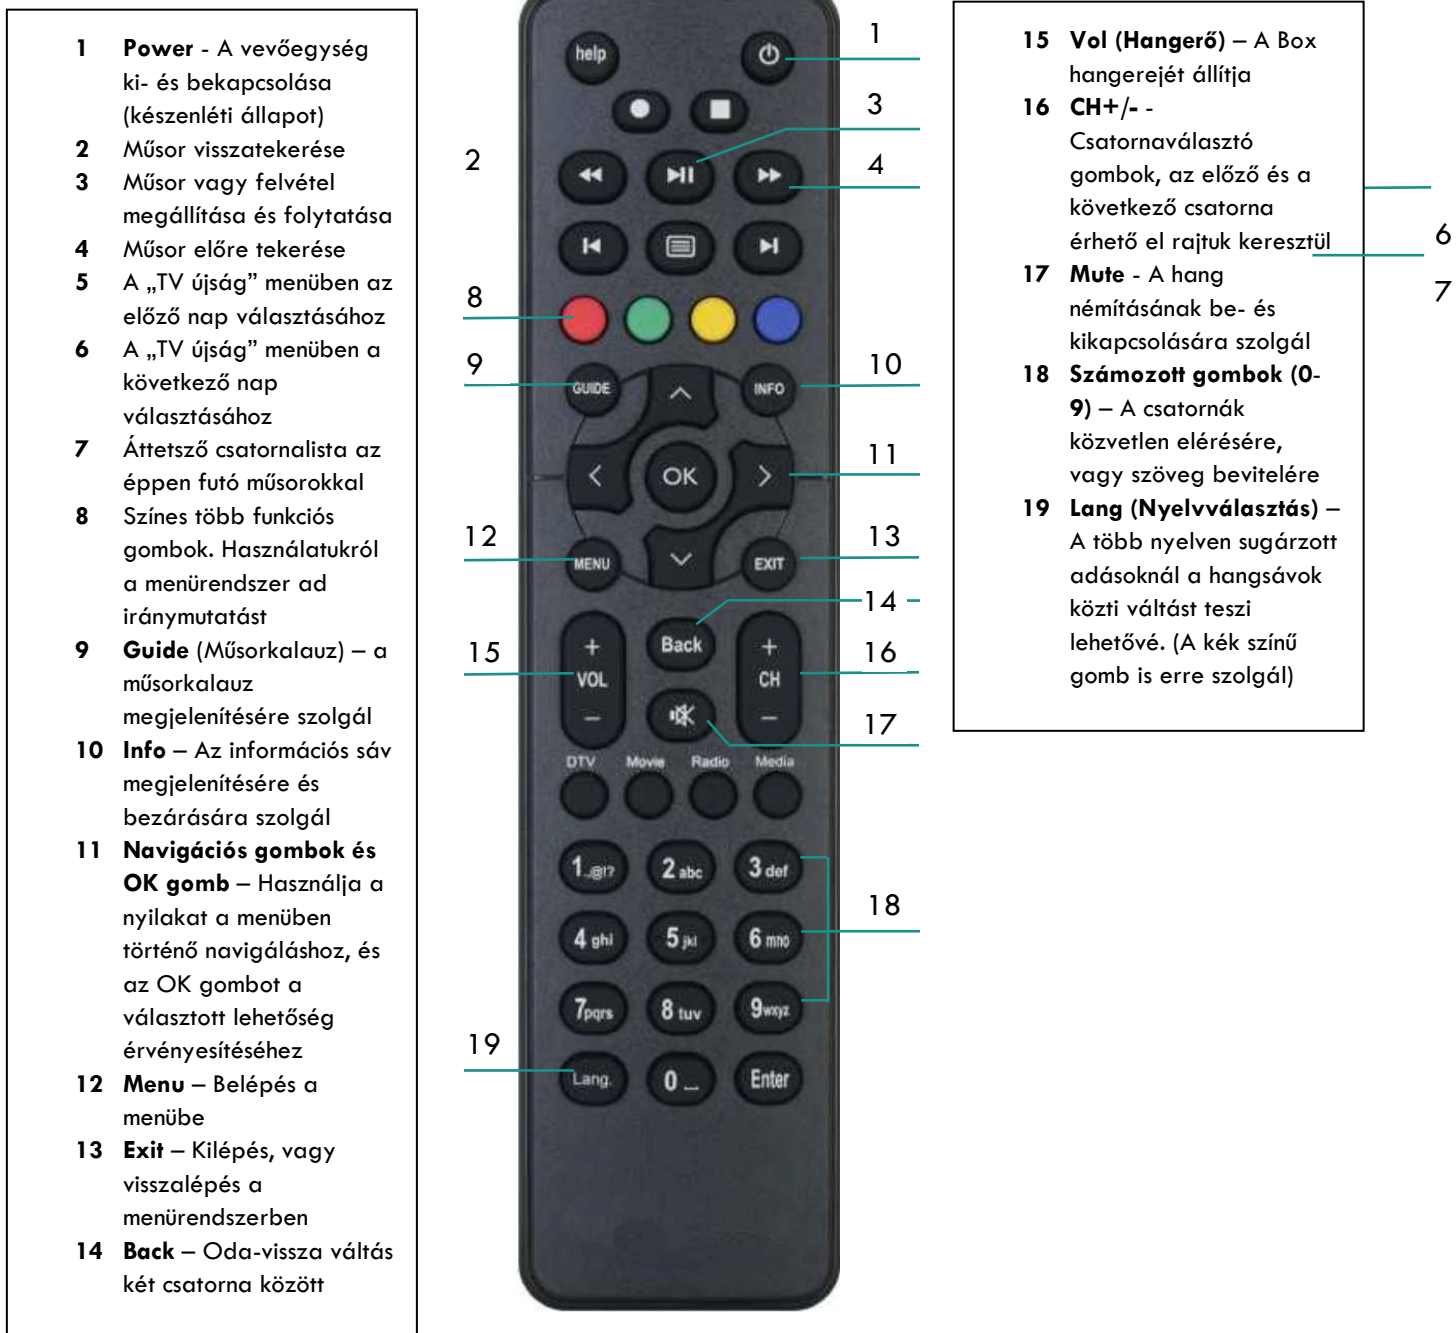 1 Power - A vevőegység
ki- és bekapcsolása
(készenléti állapot)
2 Műsor visszatekerése
3 Műsor vagy felvétel
megállítása és folytatása
4 Műsor előre tekerése
5 A „TV újság” menüben az
előző nap választásához
6 A „TV újság” menüben a
következő nap
választásához
7 Áttetsző csatornalista az
éppen futó műsorokkal
8 Színes több funkciós
gombok. Használatukról
a menürendszer ad
iránymutatást
9 Guide (Műsorkalauz) – a
műsorkalauz
megjelenítésére szolgál
10 Info – Az információs sáv
megjelenítésére és
bezárására szolgál
11 Navigációs gombok és
OK gomb – Használja a
nyilakat a menüben
történő navigáláshoz, és
az OK gombot a
választott lehetőség
érvényesítéséhez
12 Menu – Belépés a
menübe
13 Exit – Kilépés, vagy
visszalépés a
menürendszerben
14 Back – Oda-vissza váltás
két csatorna között
help
1
3
2
4
8
9
GUIDE
INFO
10
OK
11
12
MENU
EXIT
13
14
15
+
VOL
–
Back
+
CH
–
16
17
DTV Movie Radio Media
1..@!? 2 abc 3 def
18
4 ghi 5 jkl 6 mno
7pqrs 8 tuv 9wxyz
19
Lang. 0 _ Enter
15 Vol (Hangerő) – A Box
hangerejét állítja
16 CH+/- -
Csatornaválasztó
gombok, az előző és a
következő csatorna
érhető el rajtuk keresztül
17 Mute - A hang
némításának be- és
kikapcsolására szolgál
18 Számozott gombok (0-
9) – A csatornák
közvetlen elérésére,
vagy szöveg bevitelére
19 Lang (Nyelvválasztás) –
A több nyelven sugárzott
adásoknál a hangsávok
közti váltást teszi
lehetővé. (A kék színű
gomb is erre szolgál)
6
7